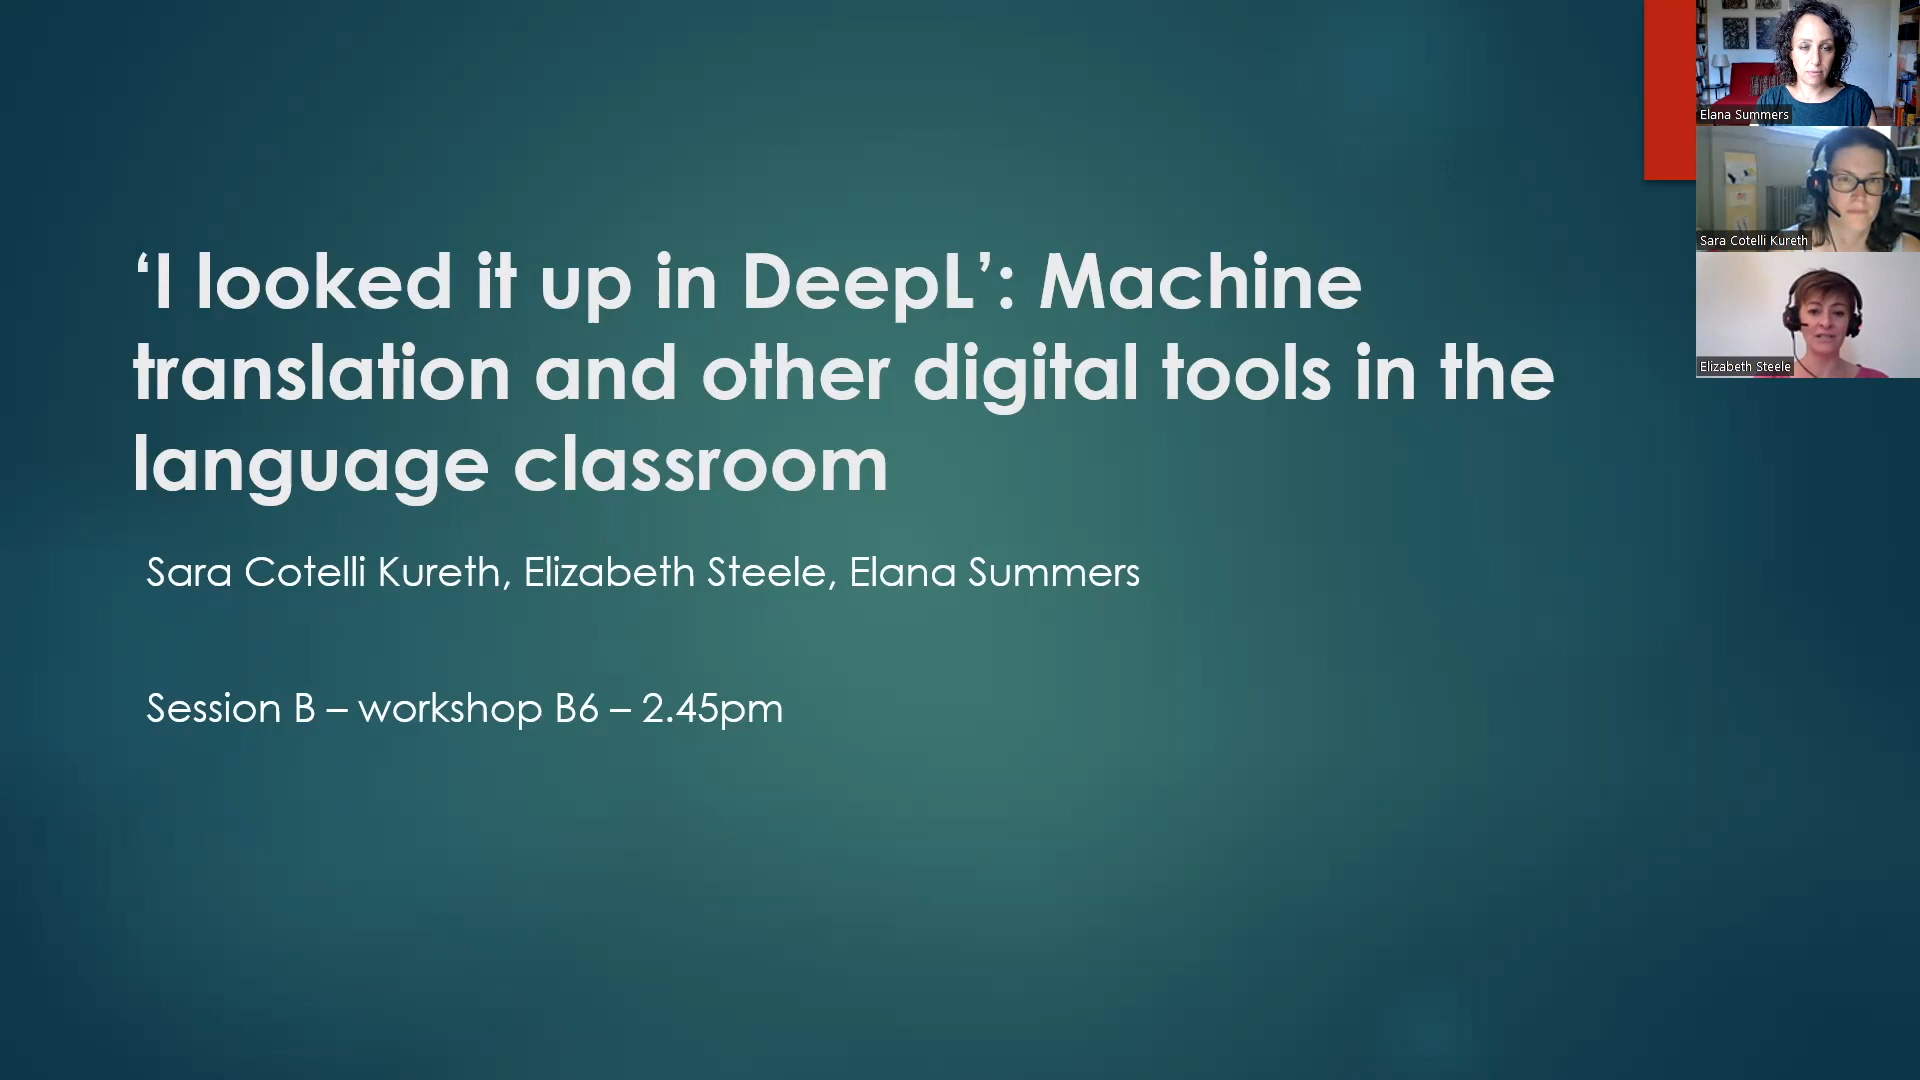 ‘I looked it up in DeepL’: Machine
translation and other digital tools in the
language classroom
Sara Cotelli Kureth, Elizabeth Steele, Elana Summers
Session B – workshop B6 – 2.45pm
Elana Summers
Sara Cotelli Kureth
Elizabeth Steele